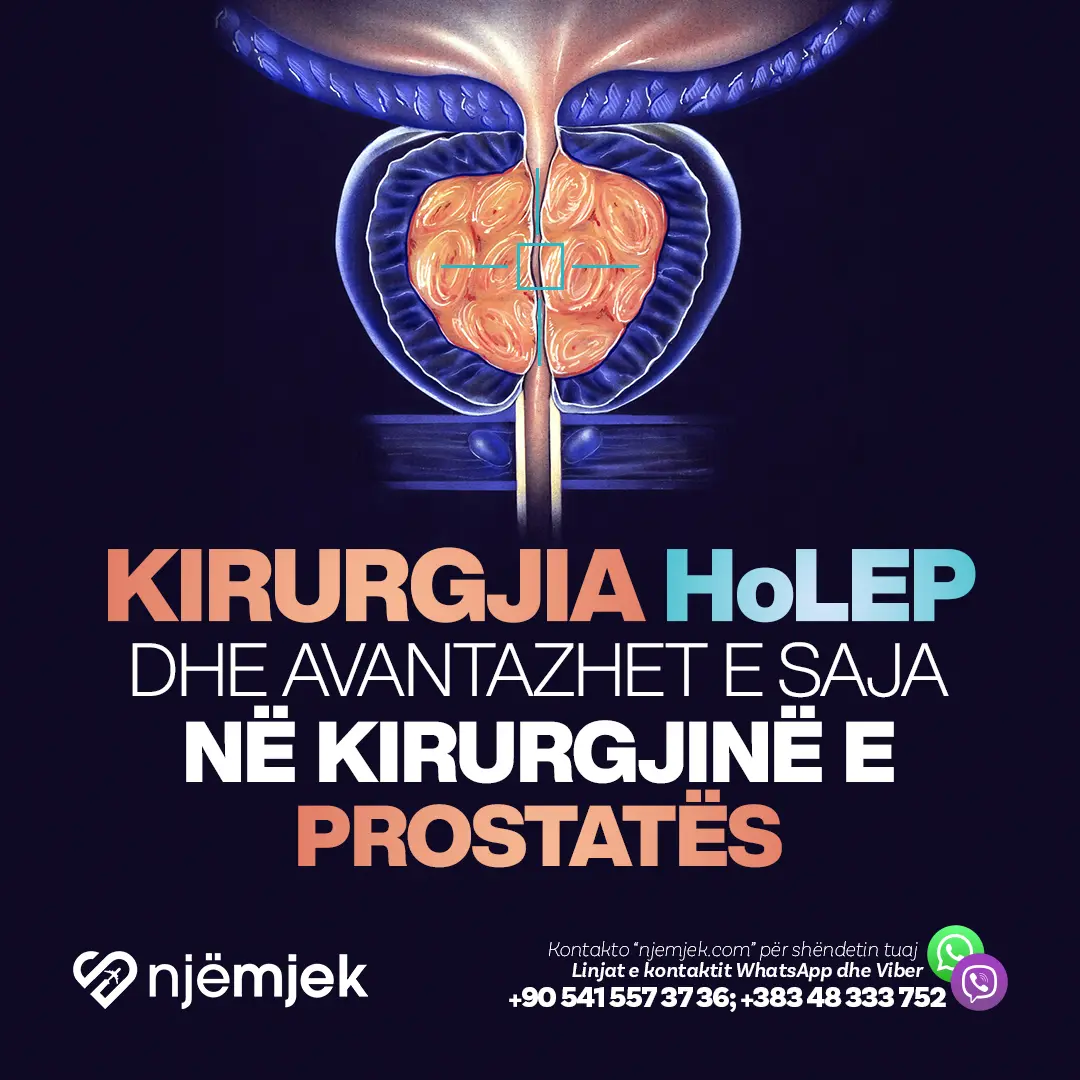 KIRURGJIA HoLEP
DHE AVANTAZHET E SAJA
NË KIRURGJINË E
PROSTATËS
njëmjek
Kontakto "njemjek.com" për shëndetin tuaj
Linjat e kontaktit WhatsApp dhe Viber
+90 541 557 37 36; +383 48 333 752